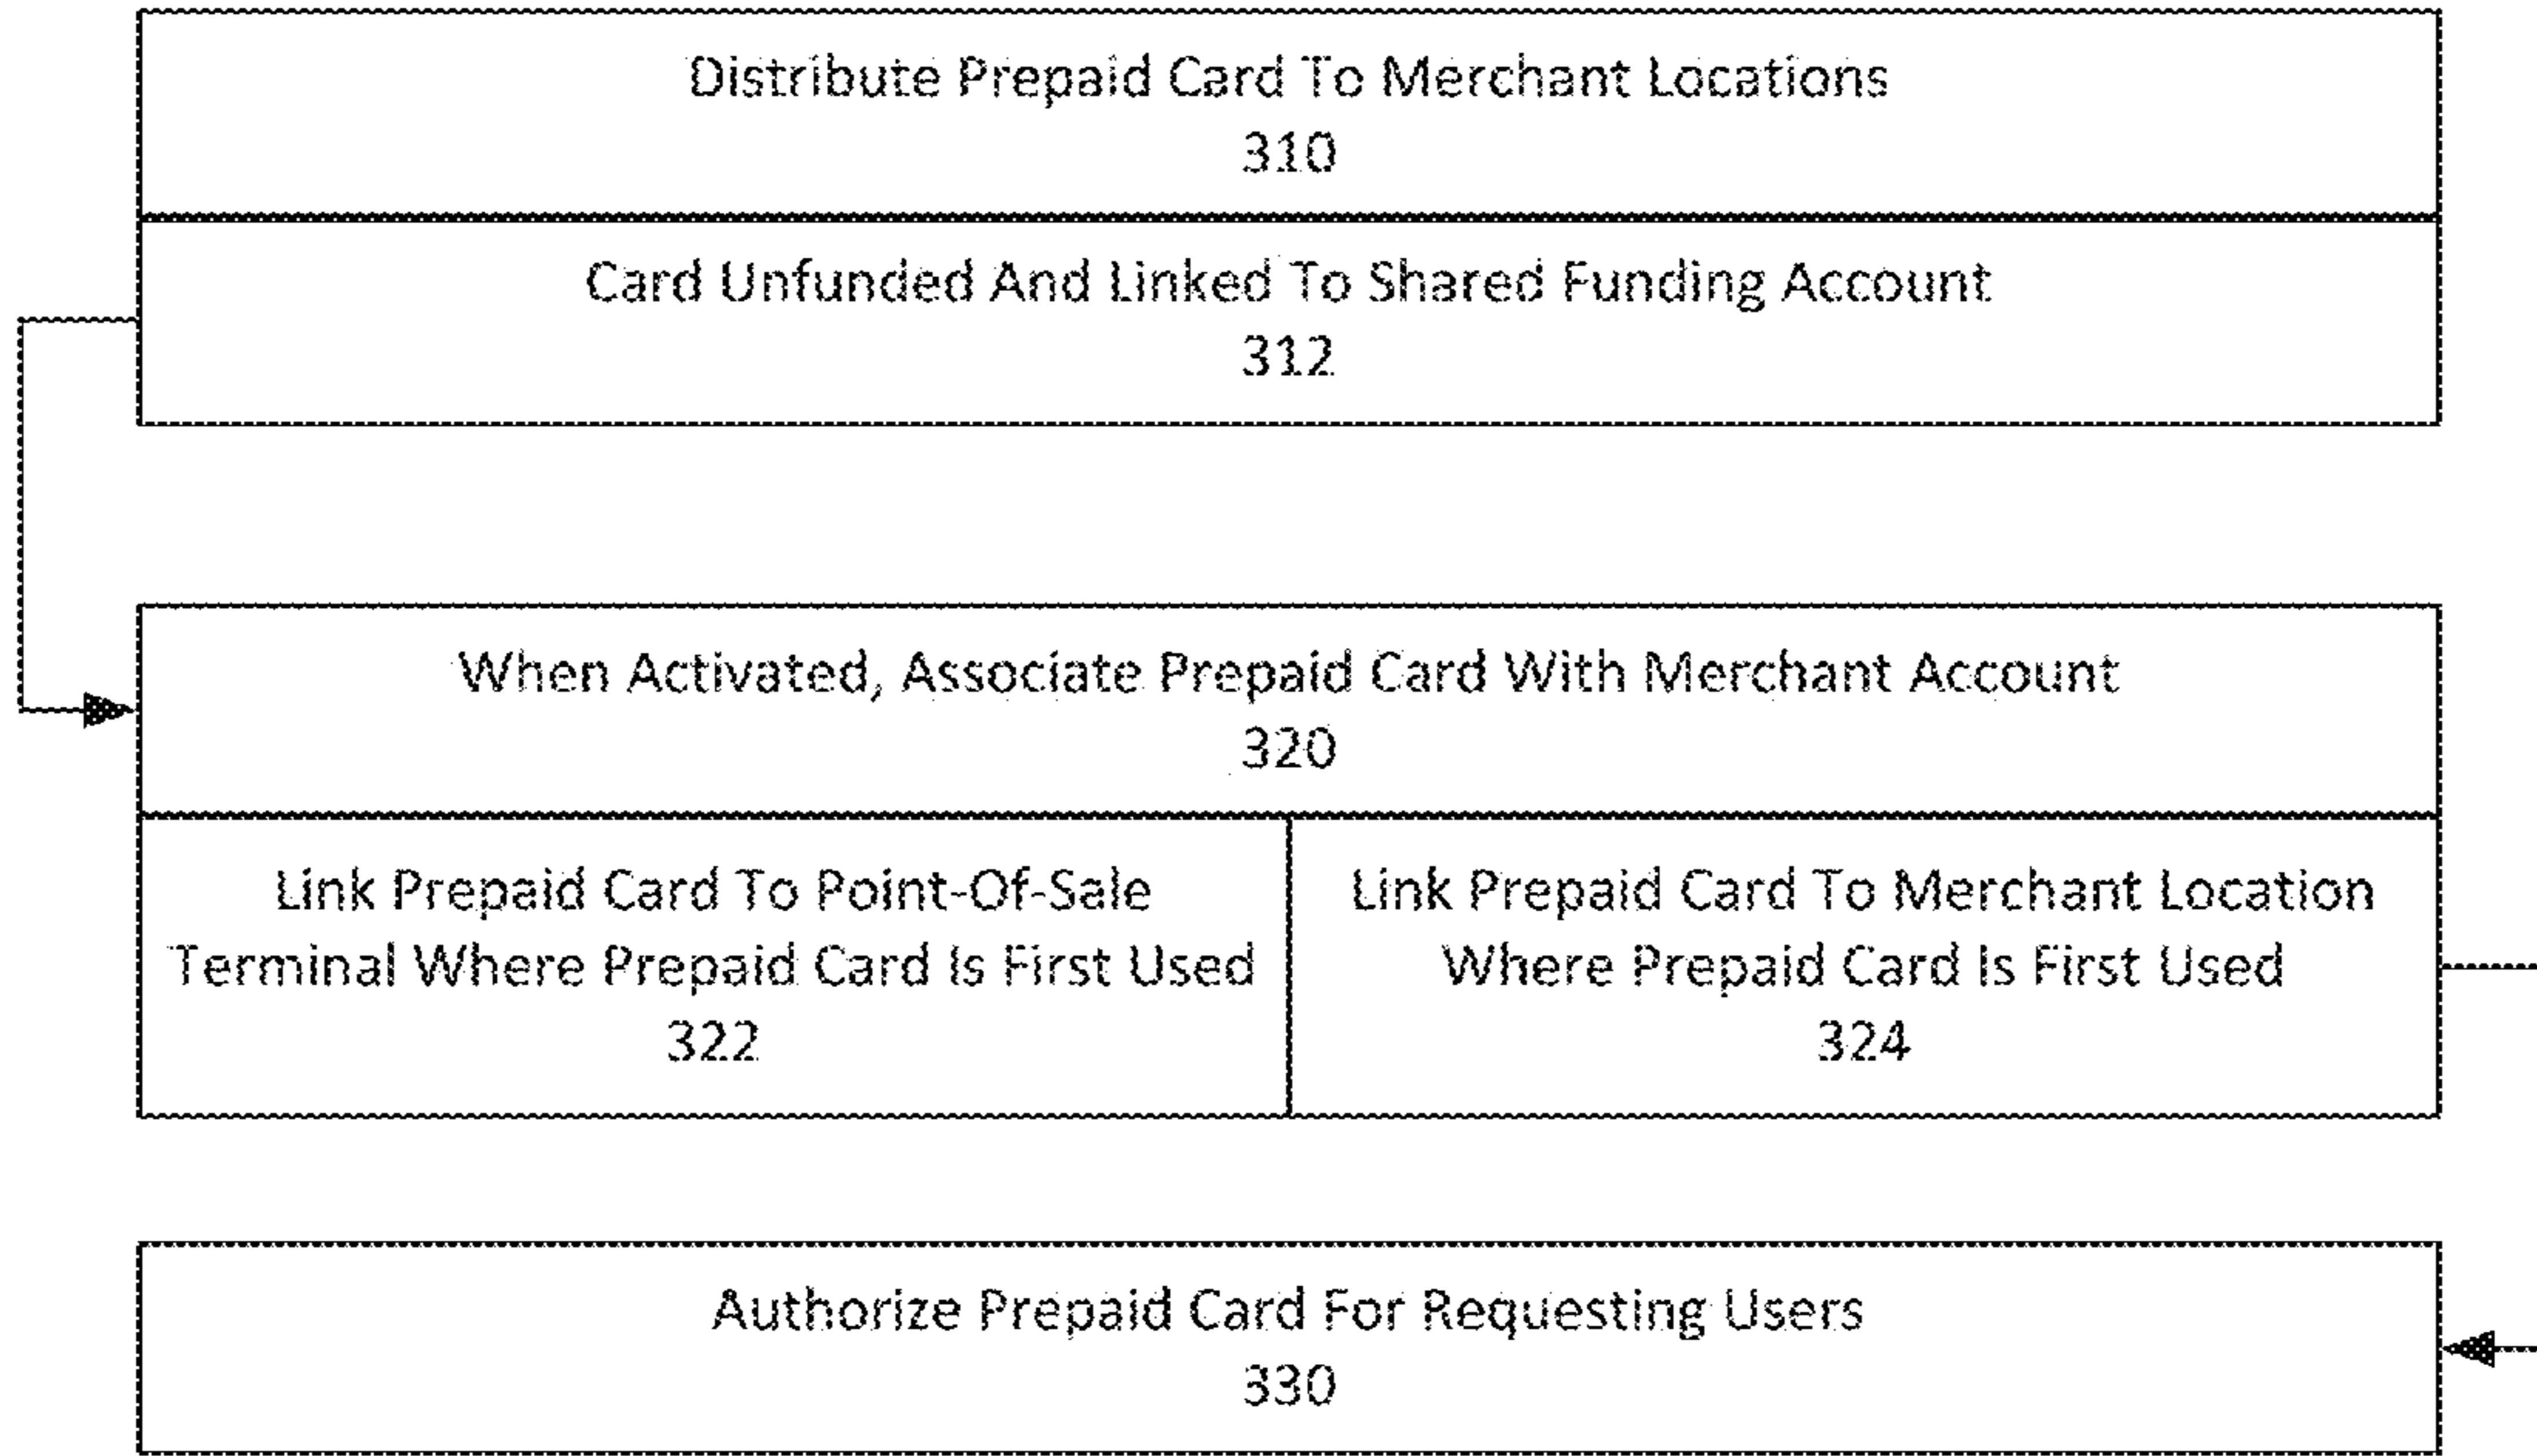 Distribute Prepaid Card To Merchant Locations
310
Card Unfunded And Linked To Shared Funding Account
312
When Activated, Associate Prepaid Card With Merchant Account
320
Link Prepaid Card To Point-Of-Sale
Terminal Where Prepaid Card Is First Used
322
Link Prepaid Card To Merchant Location
Where Prepaid Card Is First Used
324
Authorize Prepaid Card For Requesting Users
330